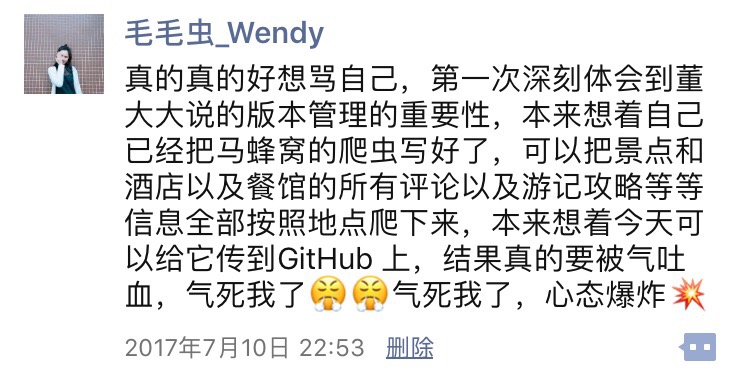 毛毛虫_Wendy
真的真的好想骂自己，第一次深刻体会到董
大大说的版本管理的重要性，本来想着自己
已经把马蜂窝的爬虫写好了，可以把景点和
酒店以及餐馆的所有评论以及游记攻略等等
信息全部按照地点爬下来，本来想着今天可
以给它传到GitHub 上，结果真的要被气吐
血，气死我了😤😤气死我了，心态爆炸💥
2017年7月10日 22:53 删除